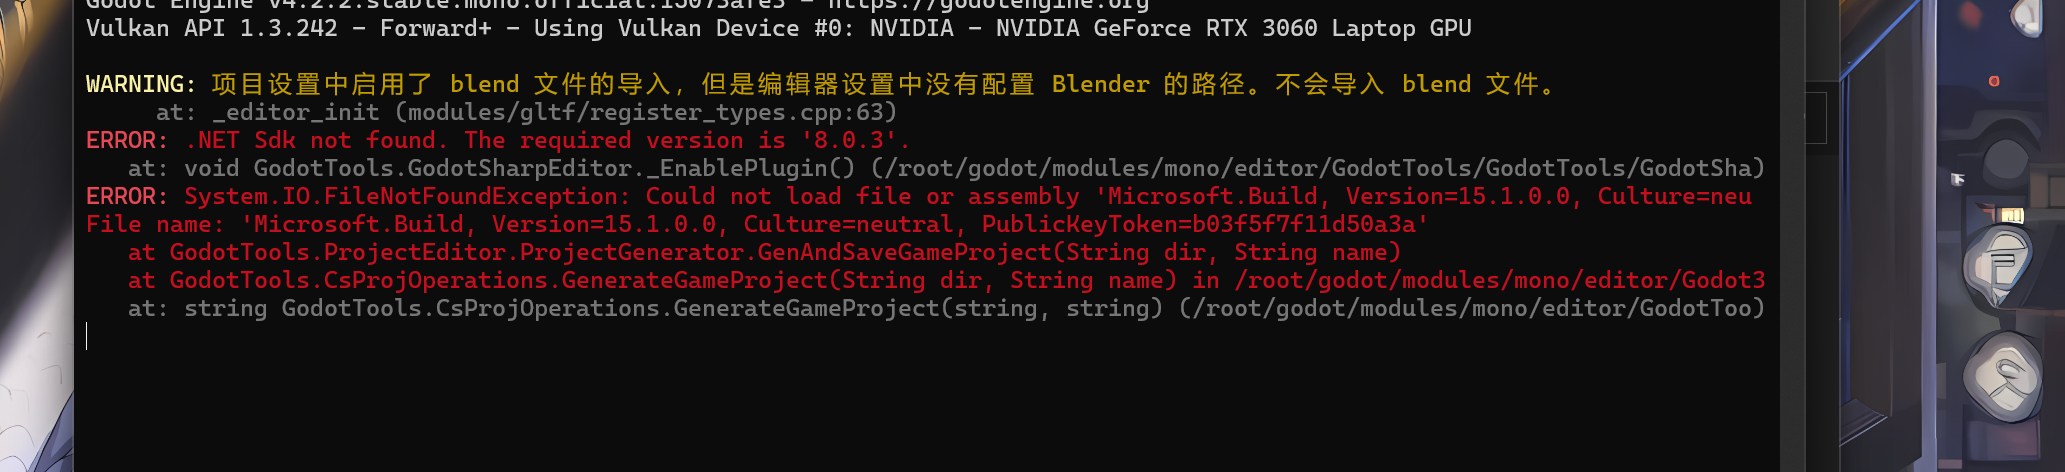 Godot Engine v4.2.2.stable.mono.official.15073afe3 - https://godotengine.org
Vulkan API 1.3.242 - Forward+ - Using Vulkan Device #0: NVIDIA - NVIDIA GeForce RTX 3060 Laptop GPU
WARNING: 项目设置中启用了 blend 文件的导入，但是编辑器设置中没有配置 Blender 的路径。不会导入 blend 文件。
at: _editor_init (modules/gltf/register_types.cpp:63)
ERROR: .NET Sdk not found. The required version is '8.0.3'.
at: void GodotTools.GodotSharpEditor._EnablePlugin() (/root/godot/modules/mono/editor/GodotTools/GodotTools/GodotSha)
ERROR: System.IO.FileNotFoundException: Could not load file or assembly 'Microsoft.Build, Version=15.1.0.0, Culture=neu
File name: 'Microsoft.Build, Version=15.1.0.0, Culture=neutral, PublicKeyToken=b03f5f7f11d50a3a'
at GodotTools.ProjectEditor.ProjectGenerator.GenAndSaveGameProject(String dir, String name)
at GodotTools.CsProjOperations.GenerateGameProject(String dir, String name) in /root/godot/modules/mono/editor/Godot3
at: string GodotTools.CsProjOperations.GenerateGameProject(string, string) (/root/godot/modules/mono/editor/GodotToo)